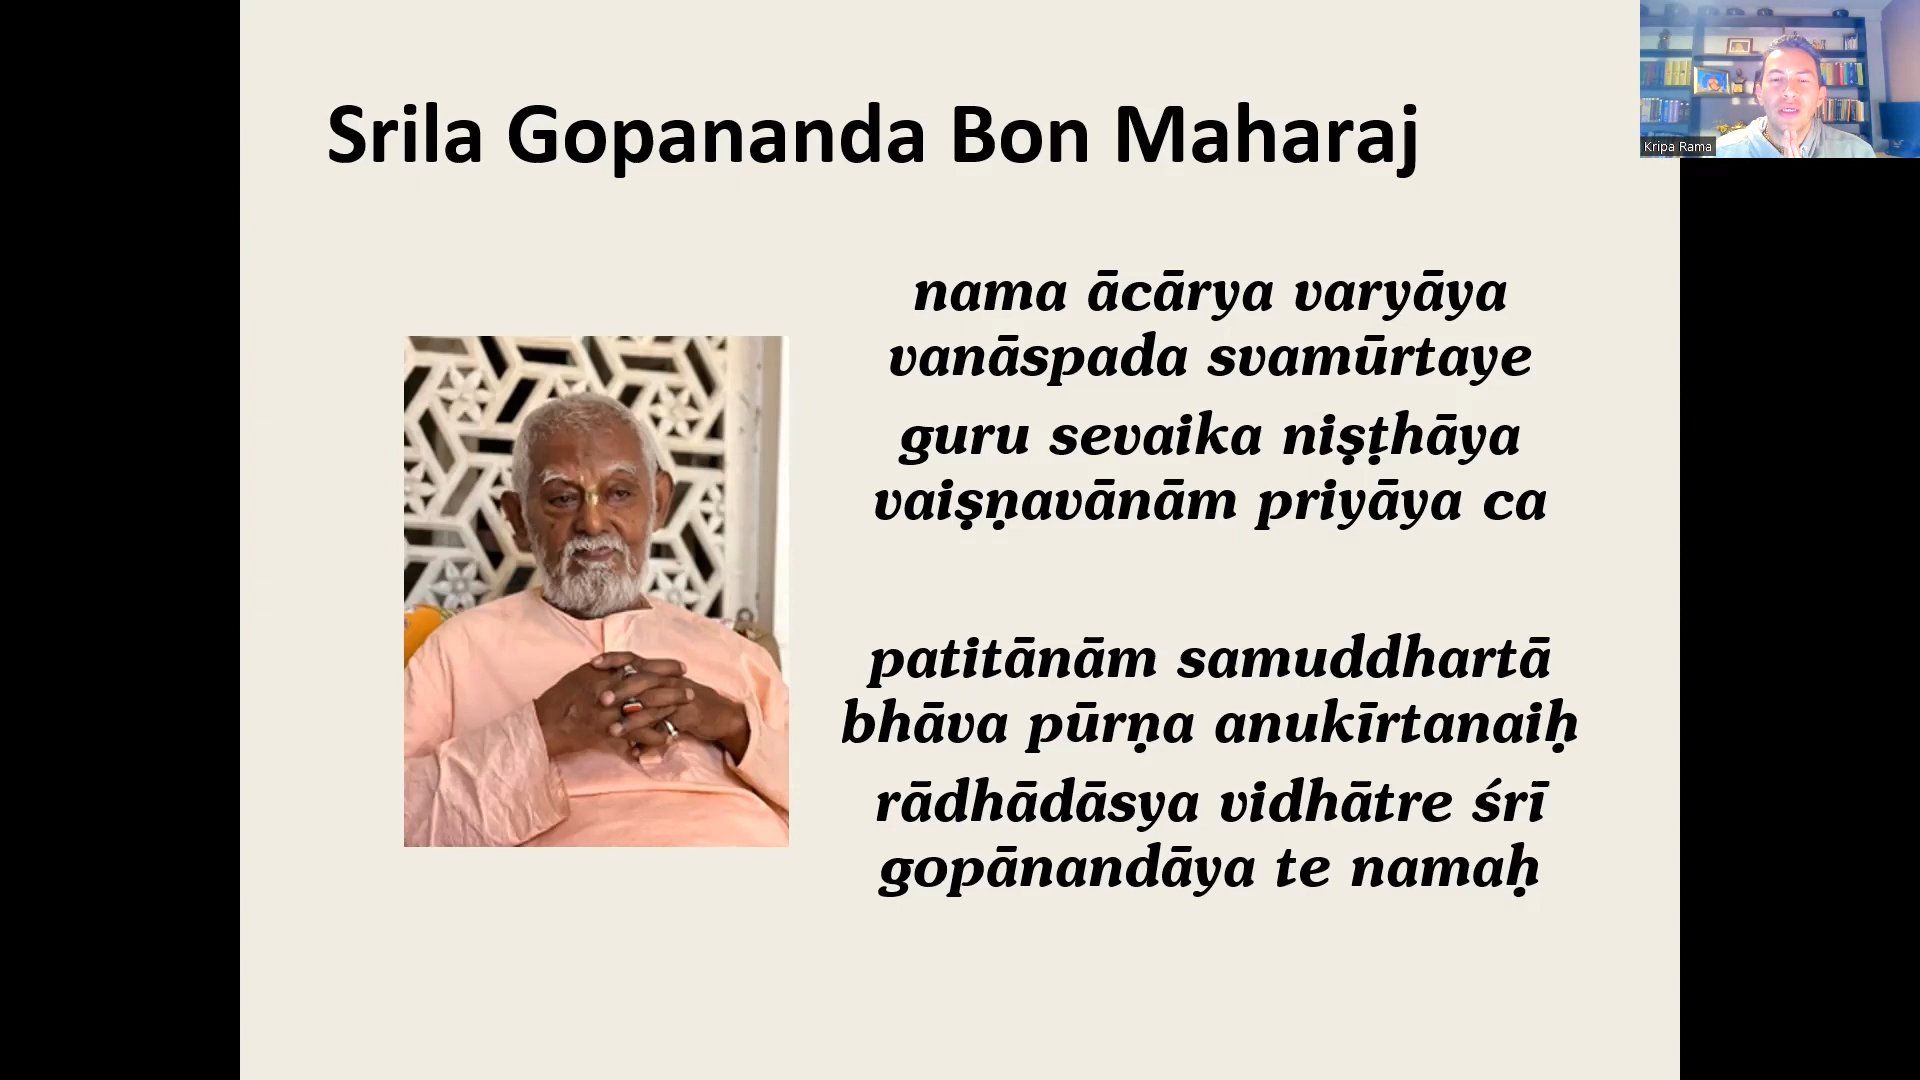 Srila Gopananda Bon Maharaj
Kripa Rama
nama ācārya varyāya
vanāspada svamūrtaye
guru sevaika niṣṭhāya
vaiṣṇavānām priyāya ca
patitānām samuddhartā
bhāva pūrṇa anukīrtanaiḥ
rādhādāsya vidhātre śrī
gopānandāya te namaḥ